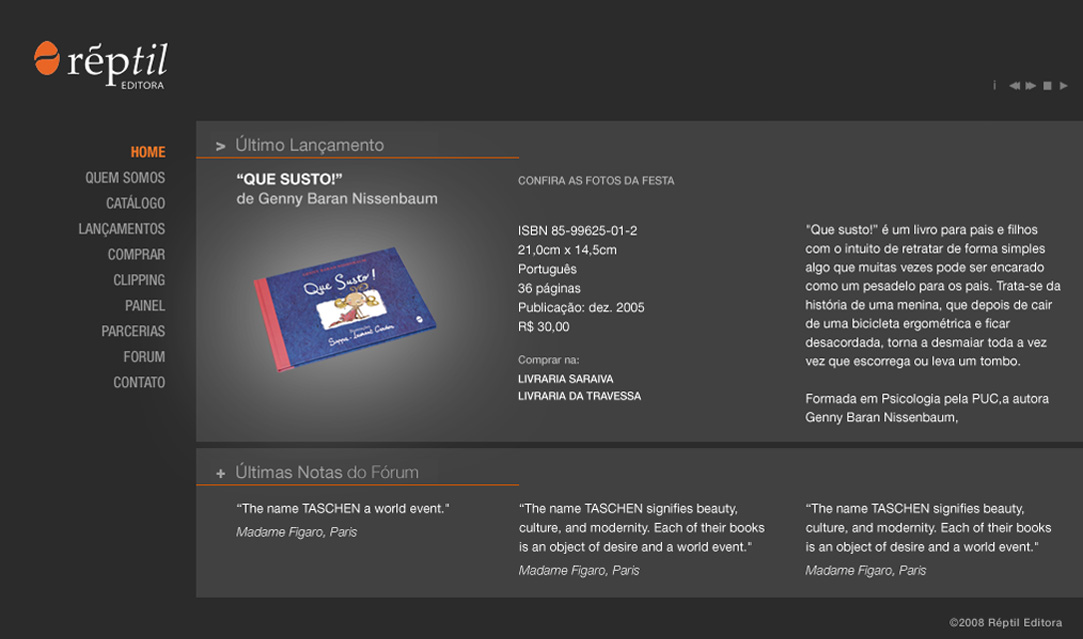 réptil
EDITORA
i
HOME
QUEM SOMOS
CATÁLOGO
LANÇAMENTOS
COMPRAR
CLIPPING
PAINEL
PARCERIAS
FORUM
CONTATO
> Último Lançamento
“QUE SUSTO!”
de Genny Baran Nissenbaum
Que Susto!
CONFIRA AS FOTOS DA FESTA
ISBN 85-99625-01-2
21,0cm x 14,5cm
Português
36 páginas
Publicação: dez. 2005
R$ 30,00
Comprar na:
LIVRARIA SARAIVA
LIVRARIA DA TRAVESSA
"Que susto!” é um livro para pais e filhos
com o intuito de retratar de forma simples
algo que muitas vezes pode ser encarado
como um pesadelo para os pais. Trata-se da
história de uma menina, que depois de cair
de uma bicicleta ergométrica e ficar
desacordada, torna a desmaiar toda a vez
vez que escorrega ou leva um tombo.
Formada em Psicologia pela PUC,a autora
Genny Baran Nissenbaum,
+ Últimas Notas do Fórum
“The name TASCHEN a world event."
Madame Figaro, Paris
“The name TASCHEN signifies beauty,
culture, and modernity. Each of their books
is an object of desire and a world event."
Madame Figaro, Paris
“The name TASCHEN signifies beauty,
culture, and modernity. Each of their books
is an object of desire and a world event."
Madame Figaro, Paris
©2008 Réptil Editora